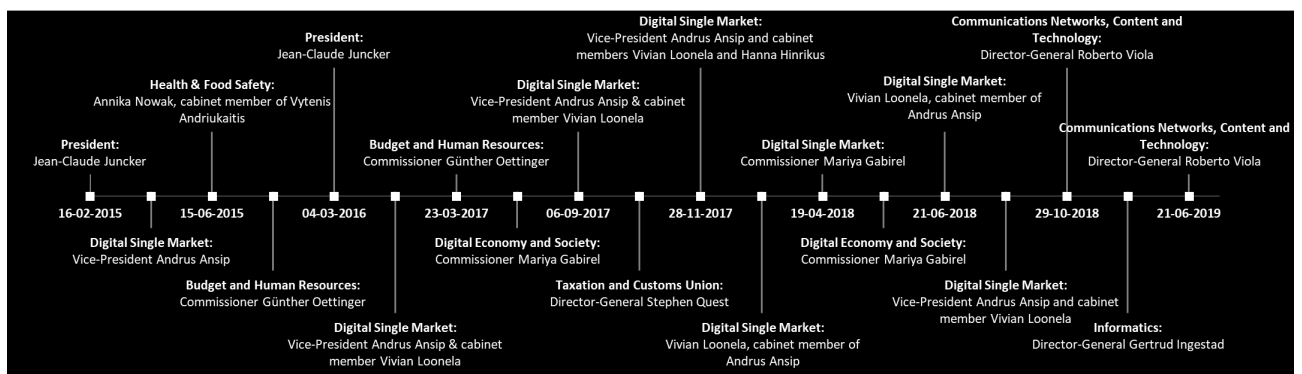 Digital Single Market:
Vice-President Andrus Ansip and cabinet
members Vivian Loonela and Hanna Hinrikus
Communications Networks, Content and
Technology:
Director-General Roberto Viola
President:
Jean-Claude Juncker
Health & Food Safety:
Annika Nowak, cabinet member of Vytenis
Andriukaitis
Digital Single Market:
Vice-President Andrus Ansip & cabinet
member Vivian Loonela
Digital Single Market:
Vivian Loonela, cabinet member of
Andrus Ansip
President:
Jean-Claude Juncker
Budget and Human Resources:
Commissioner Günther Oettinger
Digital Single Market:
Commissioner Mariya Gabirel
Communications Networks, Content and
Technology:
Director-General Roberto Viola
16-02-2015
15-06-2015
04-03-2016
23-03-2017
06-09-2017
28-11-2017
19-04-2018
21-06-2018
29-10-2018
21-06-2019
Digital Single Market:
Vice-President Andrus Ansip
Digital Economy and Society:
Commissioner Mariya Gabirel
Digital Economy and Society:
Commissioner Mariya Gabirel
Budget and Human Resources:
Commissioner Günther Oettinger
Taxation and Customs Union:
Director-General Stephen Quest
Digital Single Market:
Vice-President Andrus Ansip and cabinet
member Vivian Loonela
Digital Single Market:
Vice-President Andrus Ansip & cabinet
member Vivian Loonela
Digital Single Market:
Vivian Loonela, cabinet member of
Andrus Ansip
Informatics:
Director-General Gertrud Ingestad